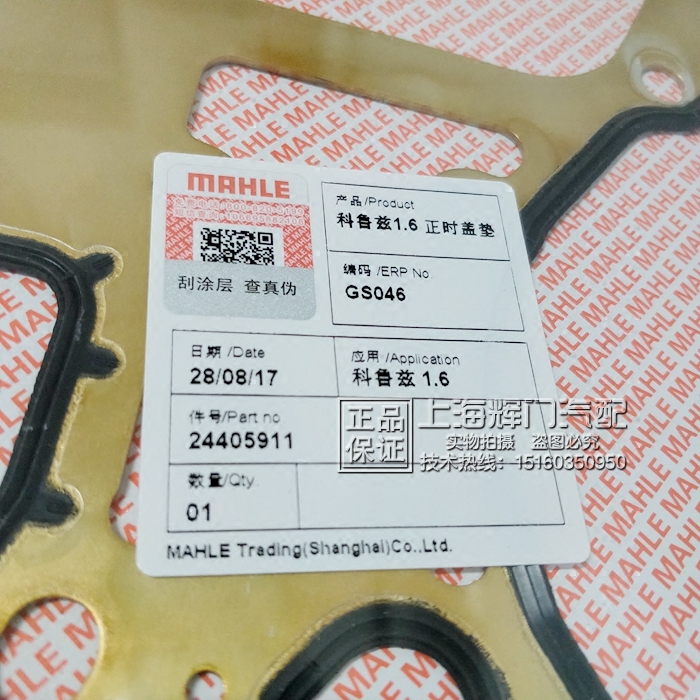 MAHLE
刮涂层 查真伪
产品/Product
科鲁兹1.6 正时盖垫
编码/ERP No
GS046
日期/Date
28/08/17
应用/Application
科鲁兹 1.6
件号/Part no
24405911
数量/Qty.
01
MAHLE Trading(Shanghai)Co.,Ltd.
正品
保证
上海辉门汽配
实物拍摄 盗图必究
技术热线：15160350950